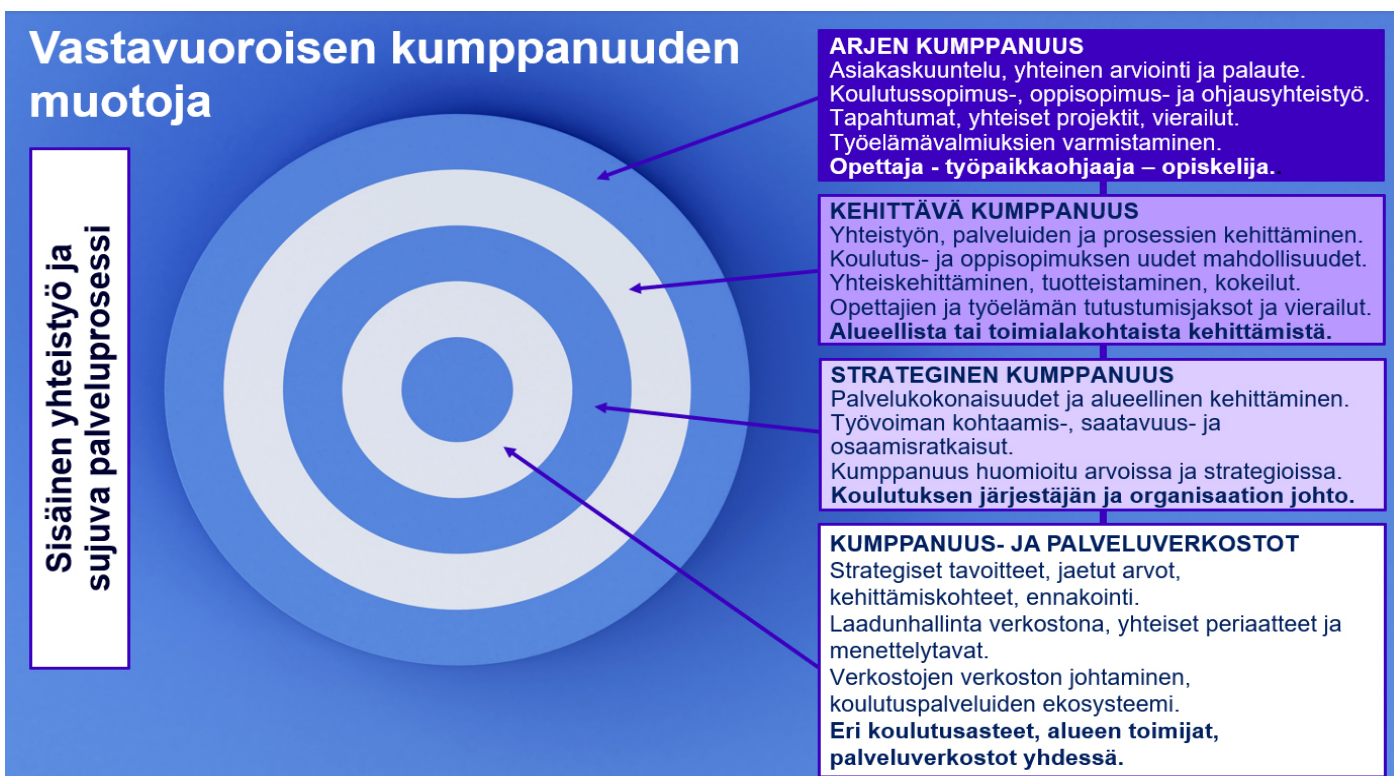 Vastavuoroisen kumppanuuden
muotoja
Sisäinen yhteistyö ja
sujuva palveluprosessi
ARJEN KUMPPANUUS
Asiakaskuuntelu, yhteinen arviointi ja palaute.
Koulutussopimus-, oppisopimus- ja ohjausyhteistyö.
Tapahtumat, yhteiset projektit, vierailut.
Työelämävalmiuksien varmistaminen.
Opettaja - työpaikkaohjaaja – opiskelija..
KEHITTÄVÄ KUMPPANUUS
Yhteistyön, palveluiden ja prosessien kehittäminen.
Koulutus- ja oppisopimuksen uudet mahdollisuudet.
Yhteiskehittäminen, tuotteistaminen, kokeilut.
Opettajien ja työelämän tutustumisjaksot ja vierailut.
Alueellista tai toimialakohtaista kehittämistä.
STRATEGINEN KUMPPANUUS
Palvelukokonaisuudet ja alueellinen kehittäminen.
Työvoiman kohtaamis-, saatavuus- ja
osaamisratkaisut.
Kumppanuus huomioitu arvoissa ja strategioissa.
Koulutuksen järjestäjän ja organisaation johto.
KUMPPANUUS- JA PALVELUVERKOSTOT
Strategiset tavoitteet, jaetut arvot,
kehittämiskohteet, ennakointi.
Laadunhallinta verkostona, yhteiset periaatteet ja
menettelytavat.
Verkostojen verkoston johtaminen,
koulutuspalveluiden ekosysteemi.
Eri koulutusasteet, alueen toimijat,
palveluverkostot yhdessä.